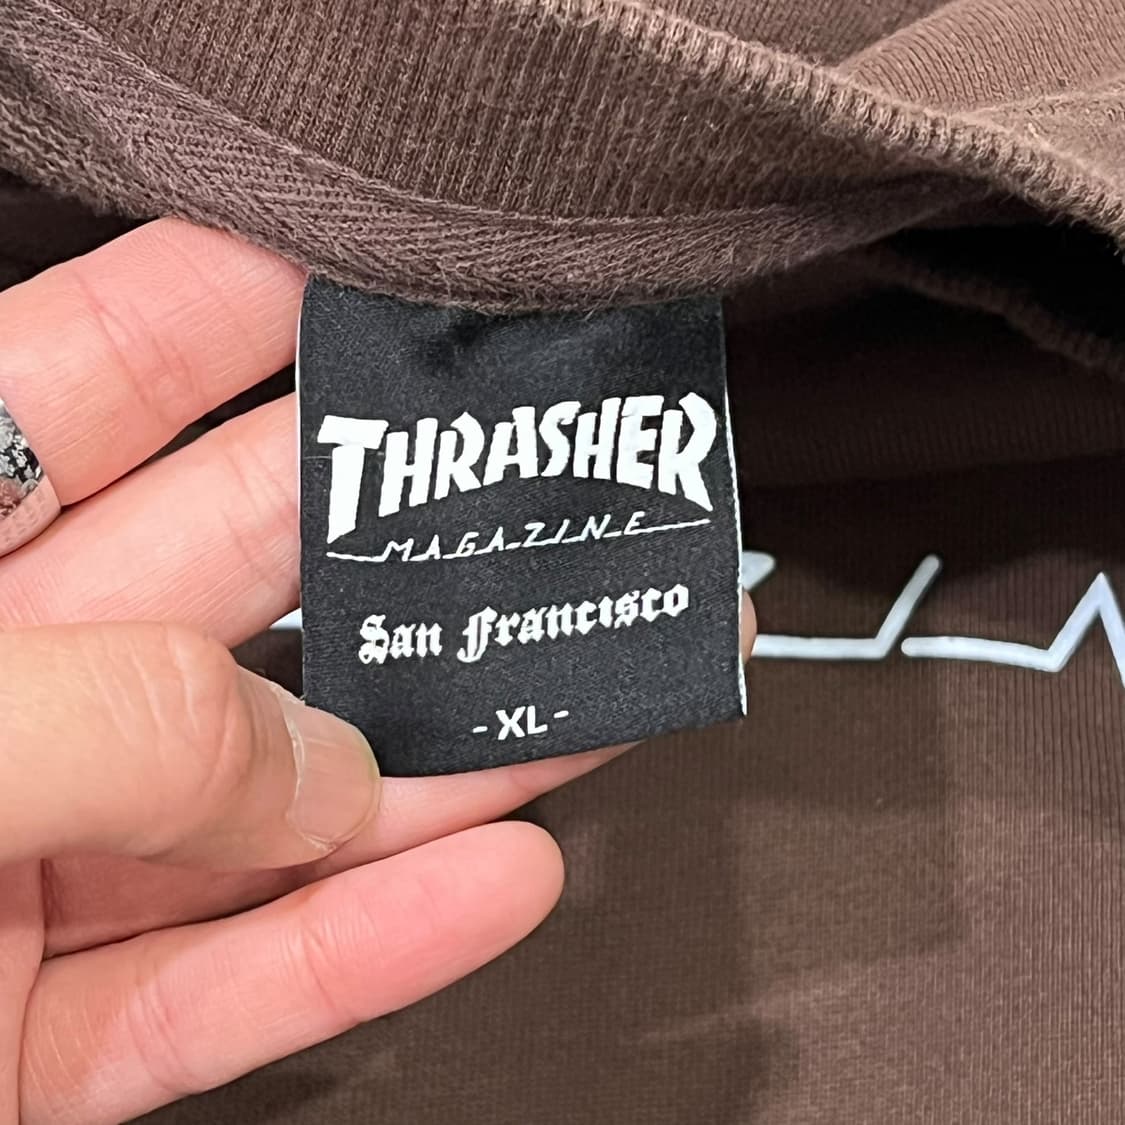 THRASHER
MAGAZINE
San Francisco
-XL-